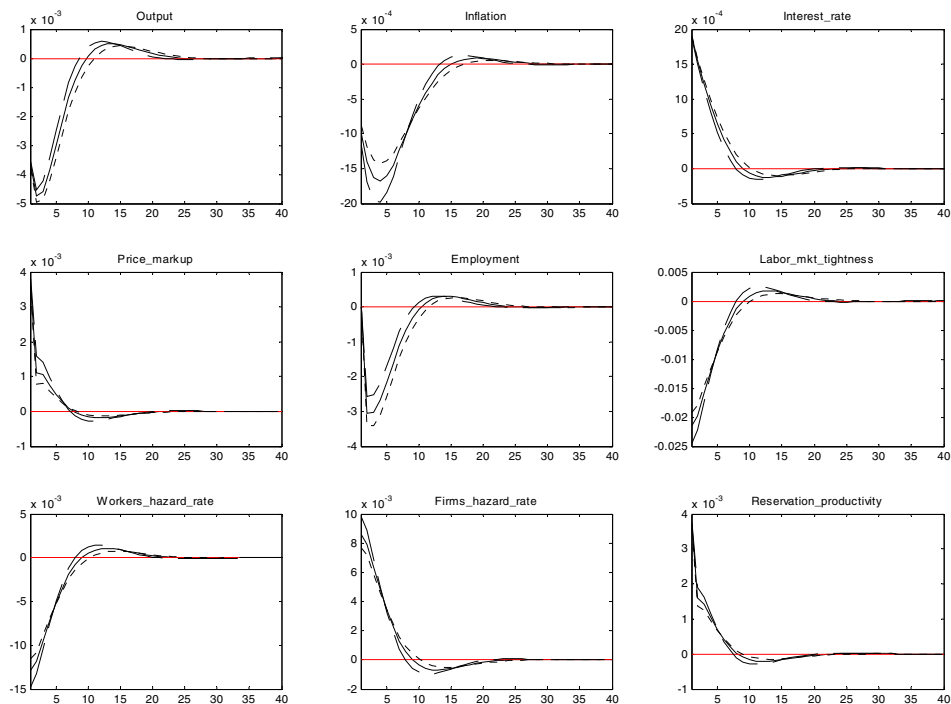 Output
x 10-3
1
0
-1
-2
-3
-4
-5
5 10 15 20 25 30 35 40
Inflation
x 10-4
5
0
-5
-10
-15
-20
5 10 15 20 25 30 35 40
Interest_rate
x 10-4
20
15
10
5
0
-5
5 10 15 20 25 30 35 40
Price_markup
x 10-3
4
3
2
1
0
-1
5 10 15 20 25 30 35 40
Employment
x 10-3
1
0
-1
-2
-3
-4
5 10 15 20 25 30 35 40
Labor_mkt_tightness
0.005
0
-0.005
-0.01
-0.015
-0.02
-0.025
5 10 15 20 25 30 35 40
Workers_hazard_rate
x 10-3
5
0
-5
-10
-15
5 10 15 20 25 30 35 40
Firms_hazard_rate
x 10-3
10
8
6
4
2
0
-2
5 10 15 20 25 30 35 40
Reservation_productivity
x 10-3
4
3
2
1
0
-1
5 10 15 20 25 30 35 40